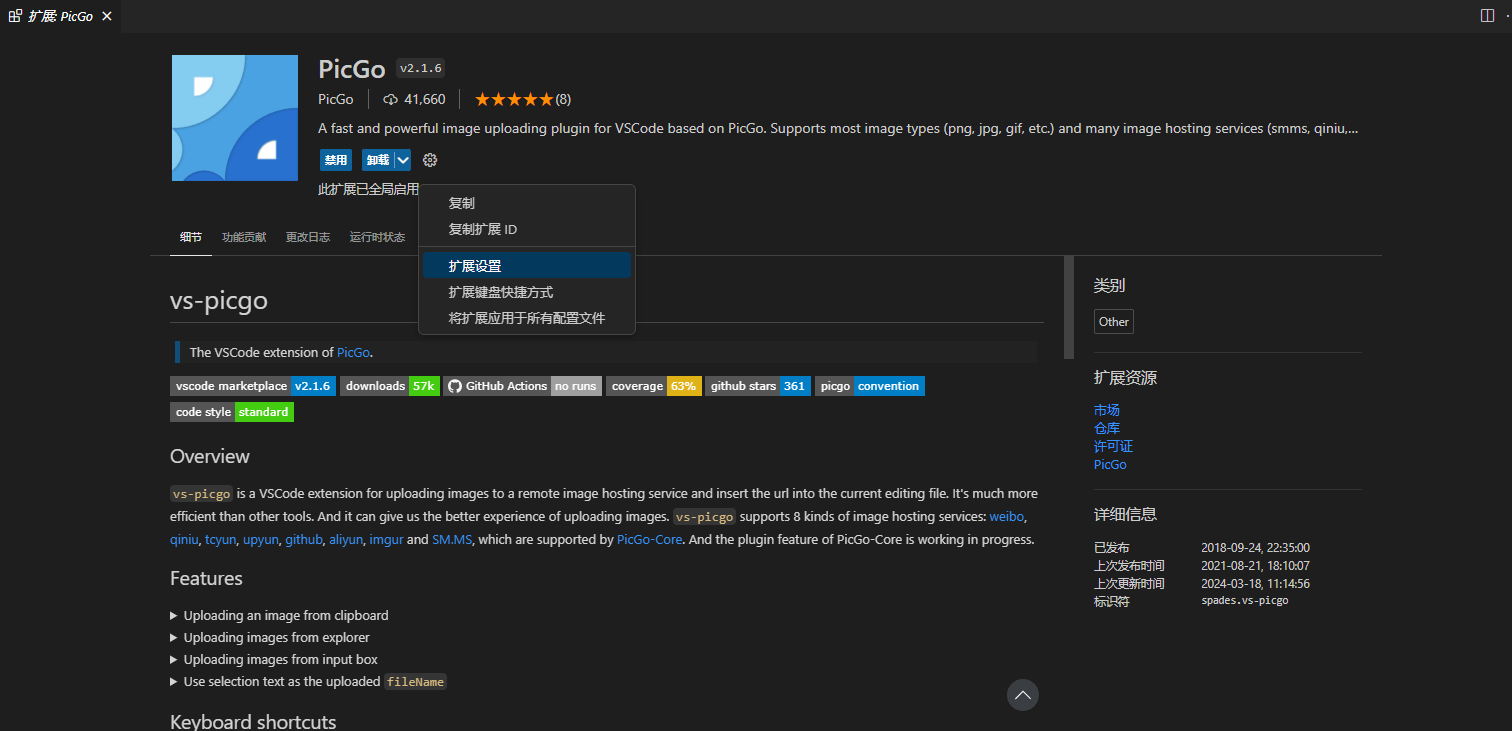 扩展: PicGo
PicGo v2.1.6
PicGo 41,660 (8)
A fast and powerful image uploading plugin for VSCode based on PicGo. Supports most image types (png, jpg, gif, etc.) and many image hosting services (smms, qiniu,...
禁用 卸载
此扩展已全局启用
复制
复制扩展 ID
扩展设置
扩展键盘快捷方式
将扩展应用于所有配置文件
细节 功能贡献 更改日志 运行时状态
vs-picgo
The VSCode extension of PicGo.
vscode marketplace v2.1.6 downloads 57k GitHub Actions no runs coverage 63% github stars 361 picgo convention
code style standard
Overview
vs-picgo is a VSCode extension for uploading images to a remote image hosting service and insert the url into the current editing file. It's much more
efficient than other tools. And it can give us the better experience of uploading images. vs-picgo supports 8 kinds of image hosting services: weibo,
qiniu, tcyun, upyun, github, aliyun, imgur and SM.MS, which are supported by PicGo-Core. And the plugin feature of PicGo-Core is working in progress.
Features
Uploading an image from clipboard
Uploading images from explorer
Uploading images from input box
Use selection text as the uploaded fileName
Keyboard shortcuts
类别
Other
扩展资源
市场
仓库
许可证
PicGo
详细信息
已发布 2018-09-24, 22:35:00
上次发布时间 2021-08-21, 18:10:07
上次更新时间 2024-03-18, 11:14:56
标识符 spades.vs-picgo